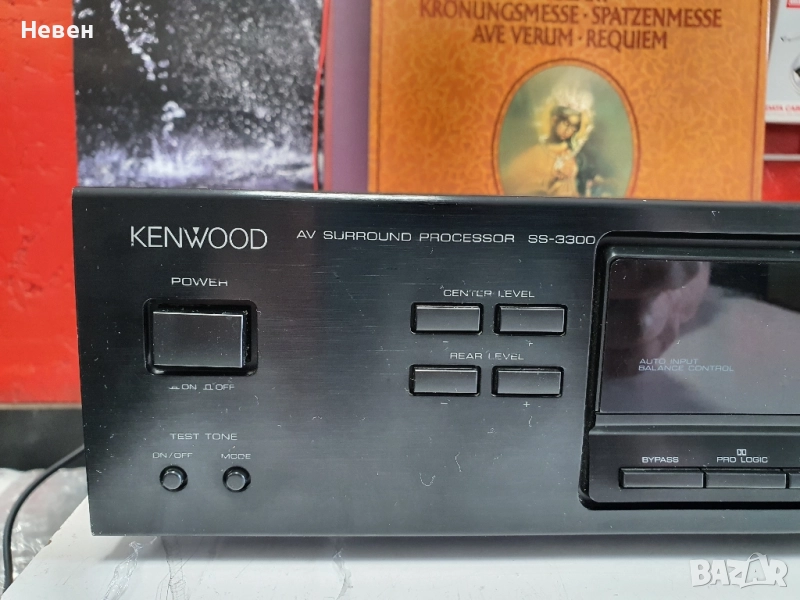 Невен
KRÖNUNGSMESSE · SPATZENMESSE
AVE VERUM · REQUIEM
KENWOOD
AV SURROUND PROCESSOR SS-3300
POWER
ON OFF
CENTER LEVEL
- +
REAR LEVEL
- +
AUTO INPUT
BALANCE CONTROL
TEST TONE
ON/OFF MODE
BYPASS
PRO LOGIC
BAZAR